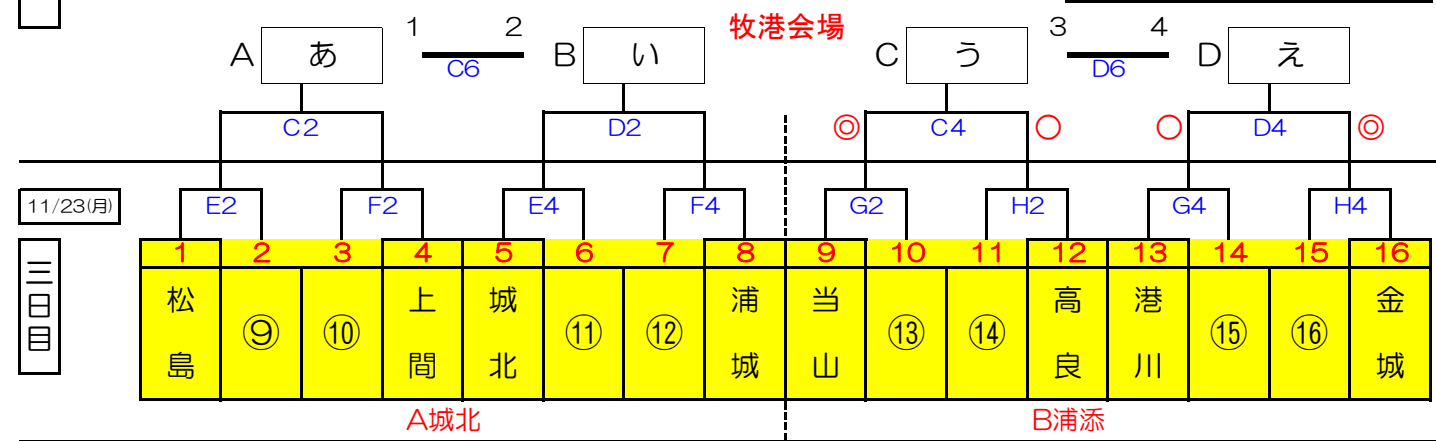 牧港会場
1 2 3 4
A あ B い C う D え
C6 D6
C2 D2 ◎ C4 ○ ○ D4 ◎
11/23(月) E2 F2 E4 F4 G2 H2 G4 H4
1 2 3 4 5 6 7 8 9 10 11 12 13 14 15 16
三日目 松島 ⑨ ⑩ 上間 城北 ⑪ ⑫ 浦城 当山 ⑬ ⑭ 高良 港川 ⑮ ⑯ 金城
A城北 B浦添